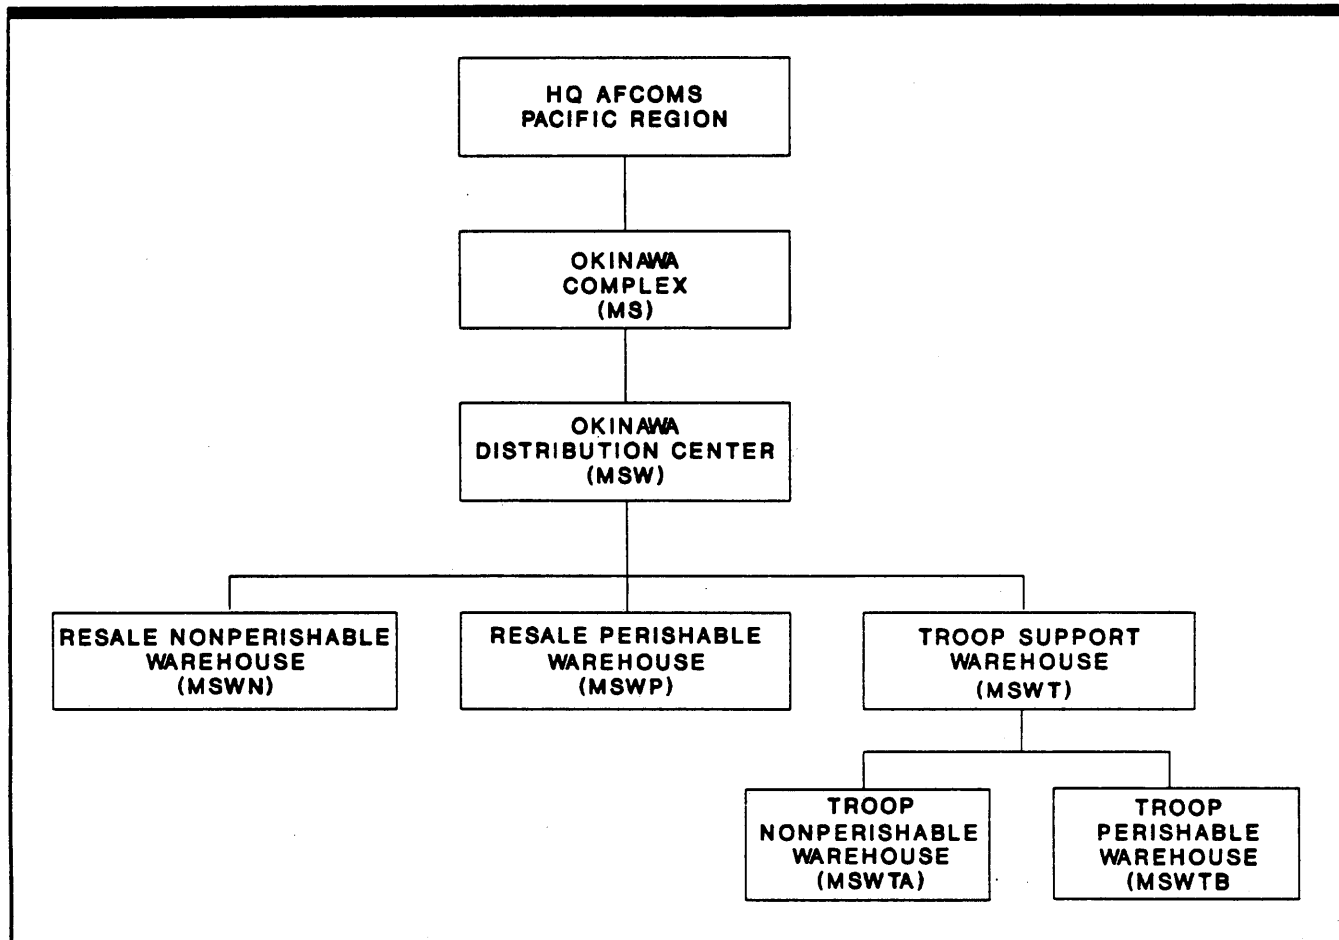 HQ AFCOMS
PACIFIC REGION
OKINAWA
COMPLEX
(MS)
OKINAWA
DISTRIBUTION CENTER
(MSW)
RESALE NONPERISHABLE
WAREHOUSE
(MSWN)
RESALE PERISHABLE
WAREHOUSE
(MSWP)
TROOP SUPPORT
WAREHOUSE
(MSWT)
TROOP
NONPERISHABLE
WAREHOUSE
(MSWTA)
TROOP
PERISHABLE
WAREHOUSE
(MSWTB